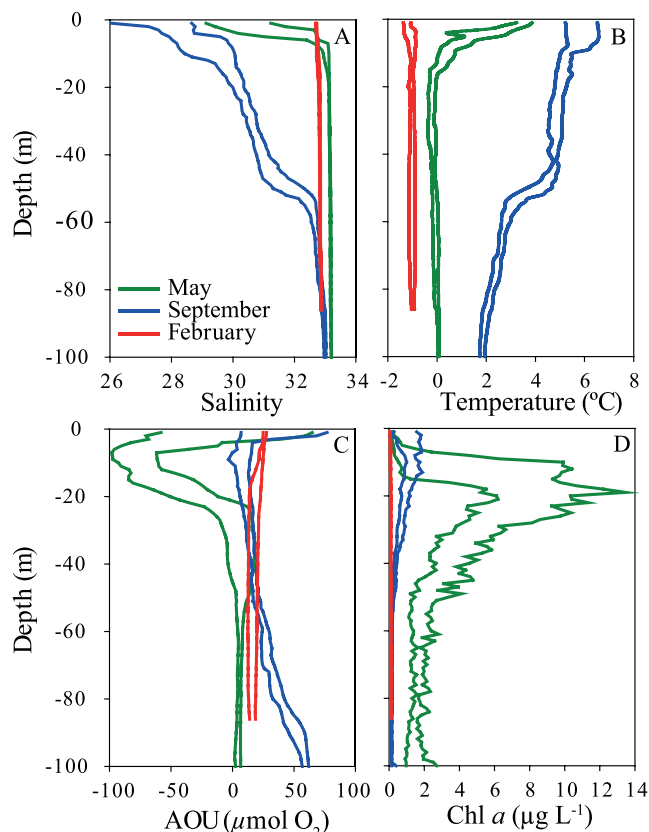 0
A
B
-20
-40
-60
-80
-100
Depth (m)
May
September
February
26 28 30 32 34
-2 0 2 4 6 8
Salinity
Temperature (ºC)
0
C
D
-20
-40
-60
-80
-100
Depth (m)
-100 -50 0 50 100
0 2 4 6 8 10 12 14
AOU (µmol O₂)
Chl a (µg L⁻¹)